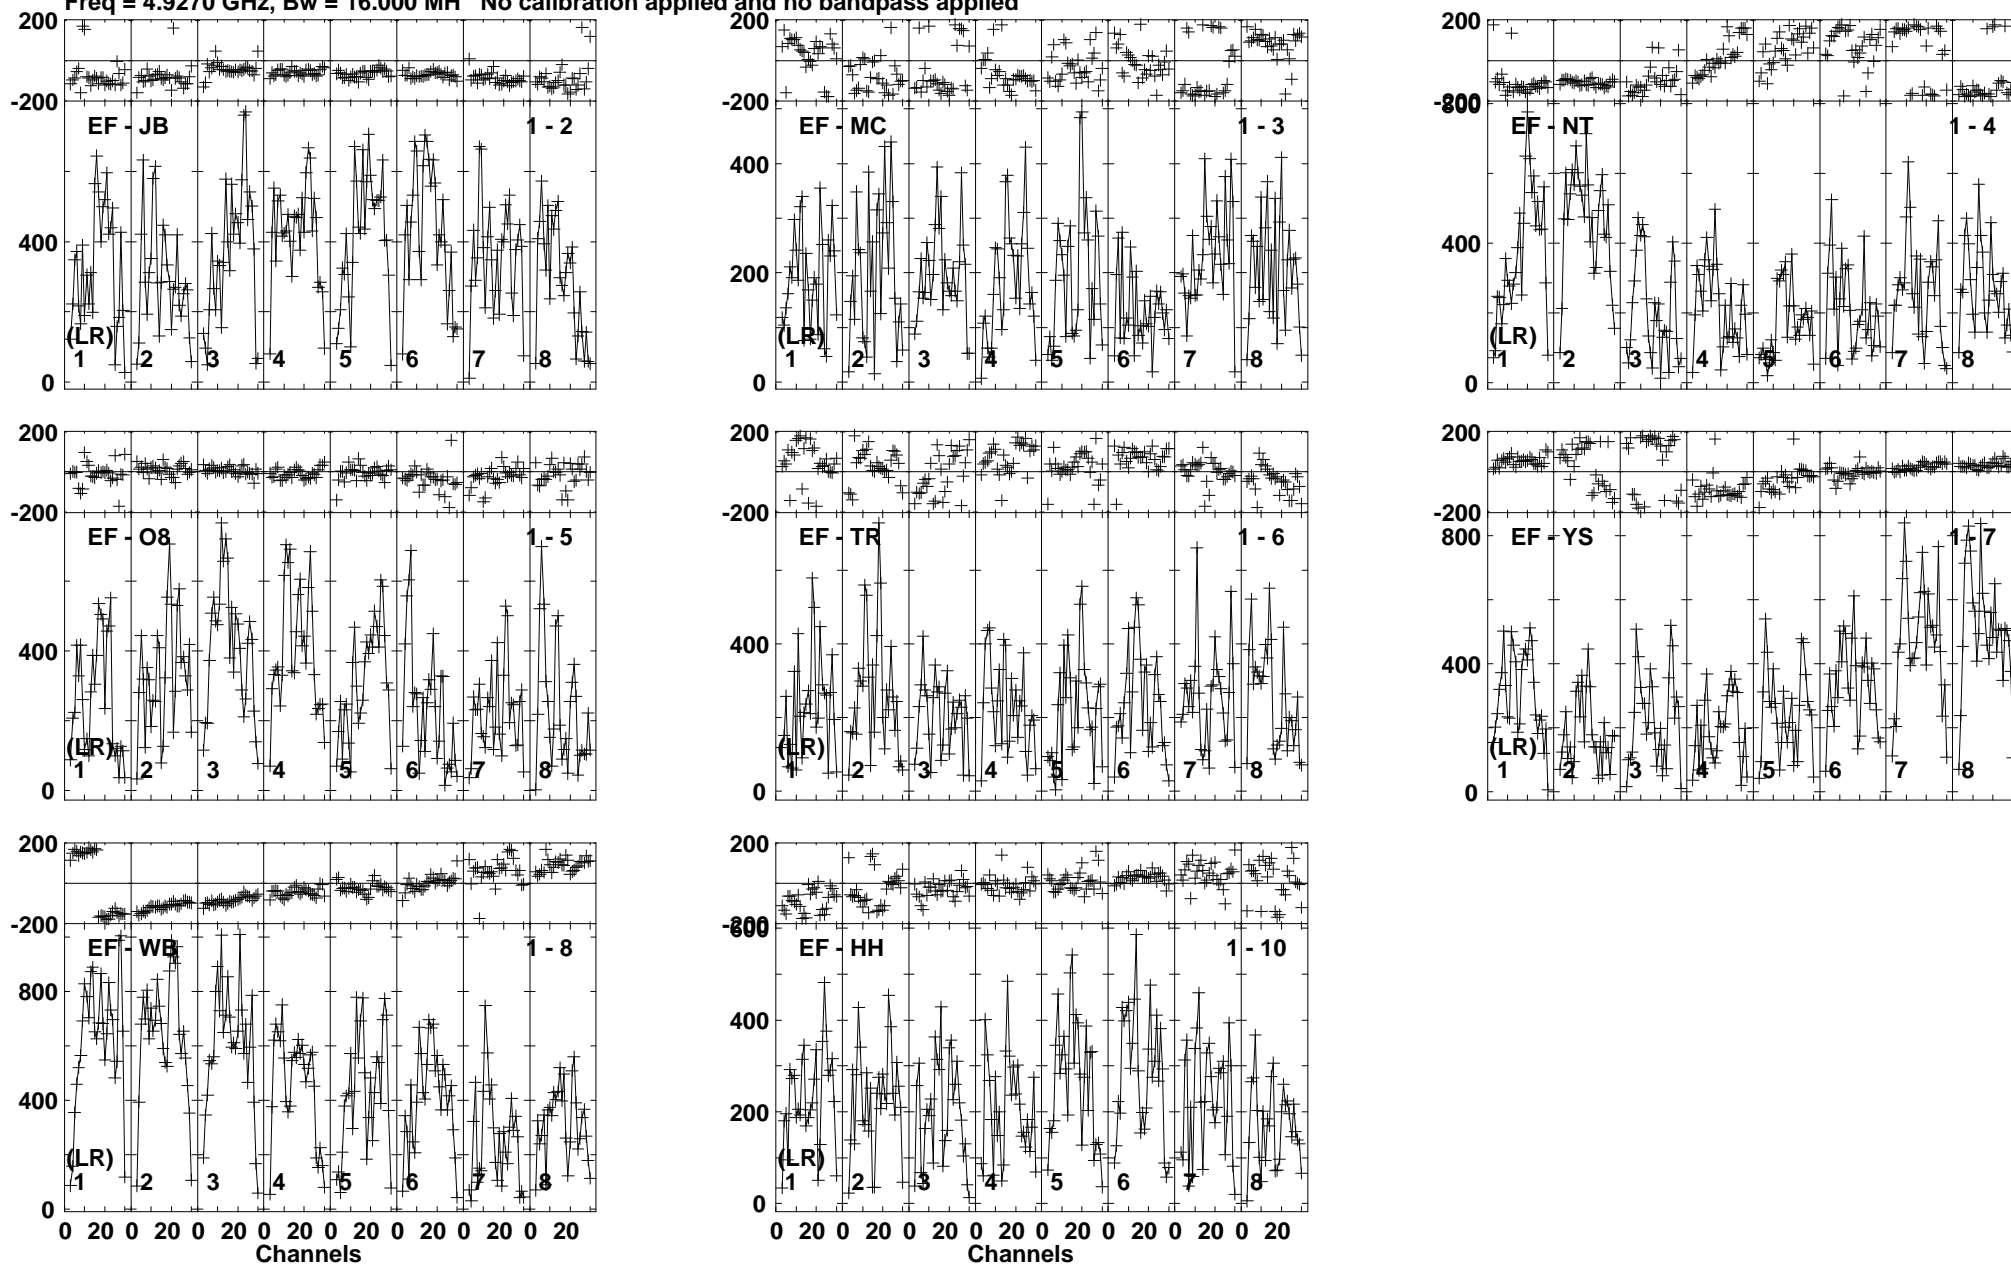 Freq = 4.9270 GHz, Bw = 16.000 MH No calibration applied and no bandpass applied
200 200 200
-200 -200 -200
800
EF - JB 1 - 2 EF - MC 1 - 3 EF - NT 1 - 4
400 400 400
200
(LR) (LR) (LR)
1 2 3 4 5 6 7 8 1 2 3 4 5 6 7 8 1 2 3 4 5 6 7 8
0 0 0
200 200 200
-200 -200 -200
EF - O8 1 - 5 EF - TR 1 - 6 EF - YS 1 - 7
800
400 400 400
(LR) (LR) (LR)
1 2 3 4 5 6 7 8 1 2 3 4 5 6 7 8 1 2 3 4 5 6 7 8
0 0 0
200 200
-200 -200
600
EF - WB 1 - 8 EF - HH 1 - 10
800
400 400
200
(LR) (LR)
1 2 3 4 5 6 7 8 1 2 3 4 5 6 7 8
0 0
0 20 0 20 0 20 0 20 0 20 0 20 0 20 0 20 0 20 0 20 0 20 0 20 0 20 0 20 0 20 0 20
Channels Channels